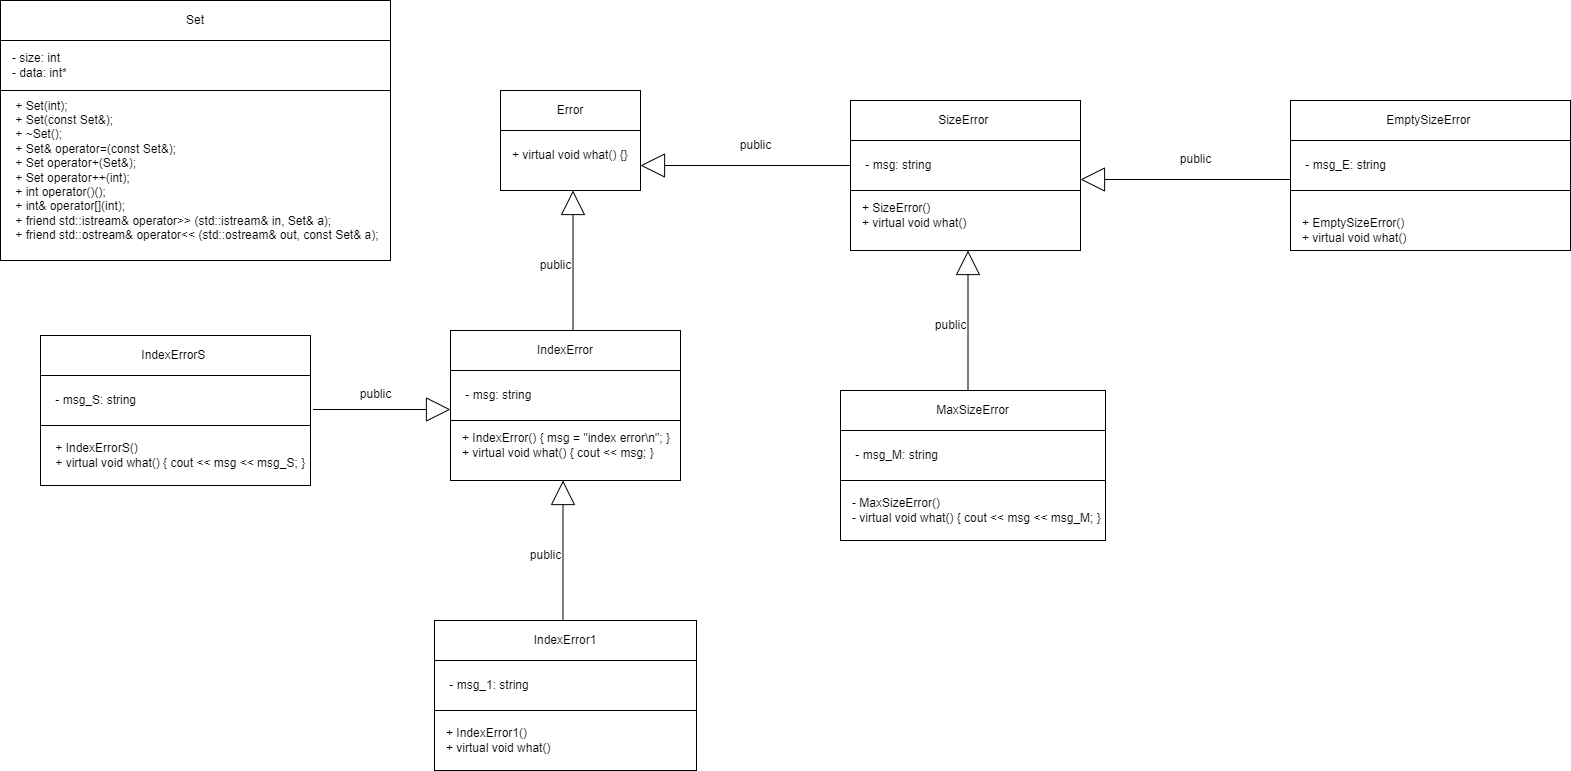 Set
- size: int
- data: int*
+ Set(int);
+ Set(const Set&);
+ ~Set();
+ Set& operator=(const Set&);
+ Set operator+(Set&);
+ Set operator++(int);
+ int operator()();
+ int& operator[](int);
+ friend std::istream& operator>> (std::istream& in, Set& a);
+ friend std::ostream& operator<< (std::ostream& out, const Set& a);
Error
+ virtual void what() {}
public
SizeError
- msg: string
+ SizeError()
+ virtual void what()
public
EmptySizeError
- msg_E: string
+ EmptySizeError()
+ virtual void what()
public
public
IndexErrorS
- msg_S: string
+ IndexErrorS()
+ virtual void what() { cout << msg << msg_S; }
public
IndexError
- msg: string
+ IndexError() { msg = "index error\n"; }
+ virtual void what() { cout << msg; }
MaxSizeError
- msg_M: string
- MaxSizeError()
- virtual void what() { cout << msg << msg_M; }
public
IndexError1
- msg_1: string
+ IndexError1()
+ virtual void what()